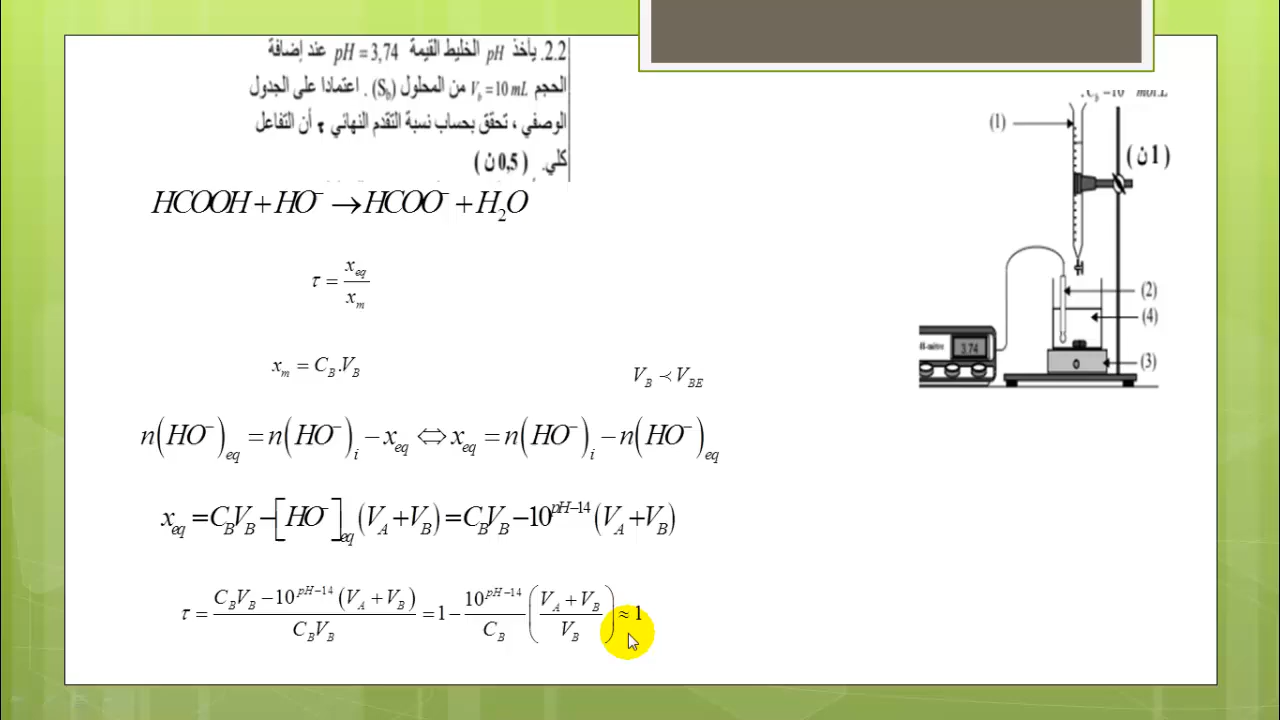 2.2. يأخذ pH الخليط القيمة pH = 3,74 عند إضافة
الحجم V_b = 10 mL من المحلول (S_b) . اعتمادا على الجدول
الوصفي ، تحقق بحساب نسبة التقدم النهائي τ أن التفاعل
كلي. (0,5 ن)
HCOOH + HO⁻ → HCOO⁻ + H₂O
τ = x_eq / x_m
x_m = C_B.V_B
V_B ≺ V_BE
n(HO⁻)_eq = n(HO⁻)_i − x_eq ⇔ x_eq = n(HO⁻)_i − n(HO⁻)_eq
x_eq = C_B V_B − [HO⁻]_eq (V_A + V_B) = C_B V_B − 10^(pH−14) (V_A + V_B)
τ = (C_B V_B − 10^(pH−14) (V_A + V_B)) / (C_B V_B) = 1 − (10^(pH−14) / C_B) ((V_A + V_B) / V_B) ≈ 1
(1)
(1 ن)
(2)
(4)
3.74
(3)